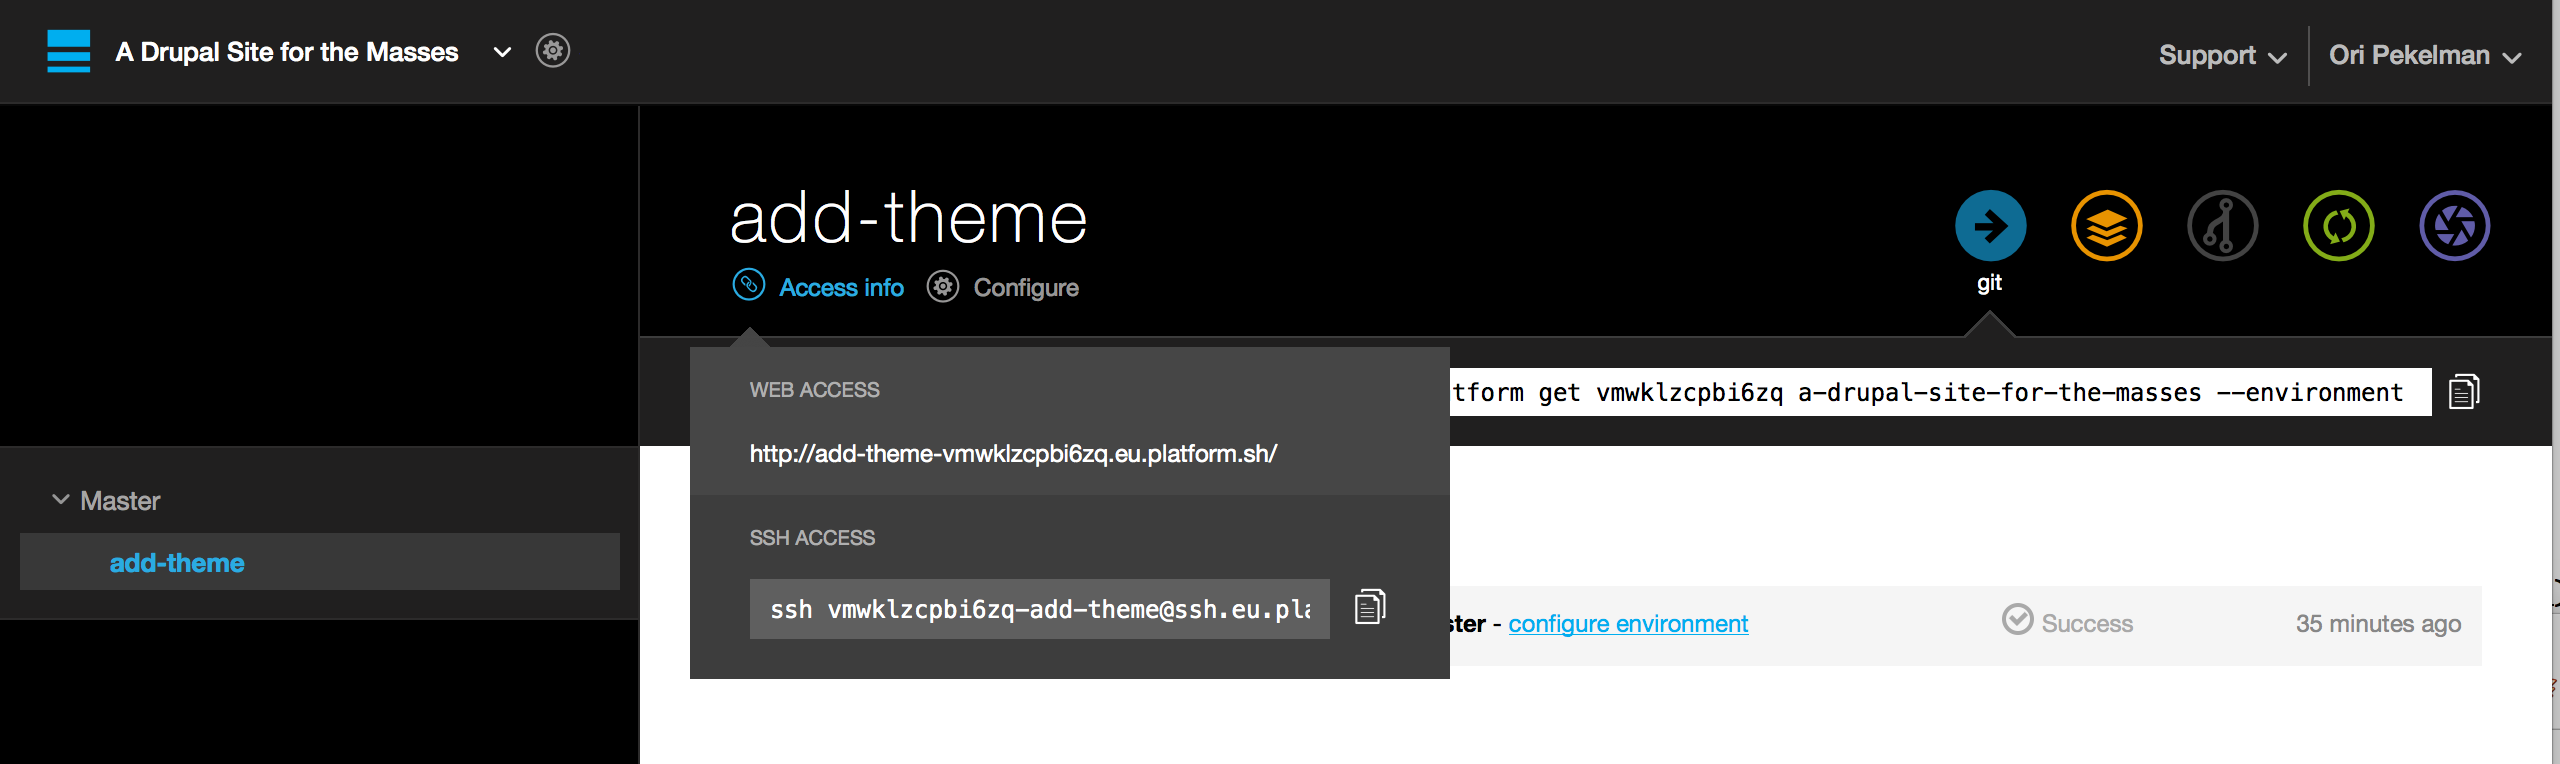 A Drupal Site for the Masses
Support
Ori Pekelman
add-theme
Access info
Configure
git
WEB ACCESS
http://add-theme-vmwklzcpbi6zq.eu.platform.sh/
SSH ACCESS
ssh vmwklzcpbi6zq-add-theme@ssh.eu.pla
tform get vmwklzcpbi6zq a-drupal-site-for-the-masses --environment
Master
add-theme
ster - configure environment
Success
35 minutes ago